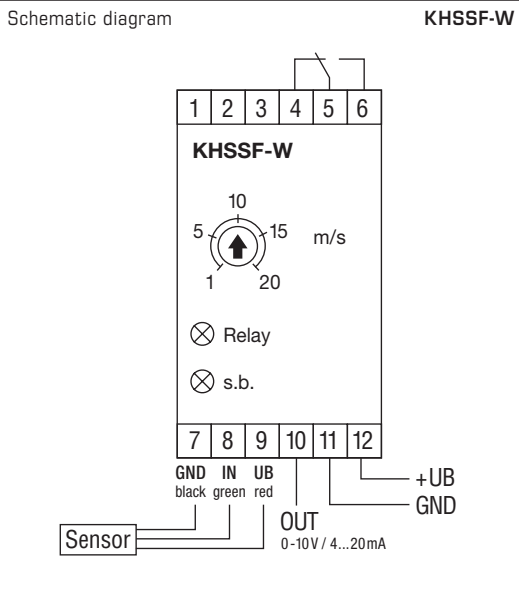 Schematic diagram KHSSF-W
1 2 3 4 5 6
KHSSF-W
10
5 15 m/s
1 20
Relay
s.b.
7 8 9 10 11 12
GND IN UB +UB
black green red GND
OUT
Sensor 0-10V / 4...20mA